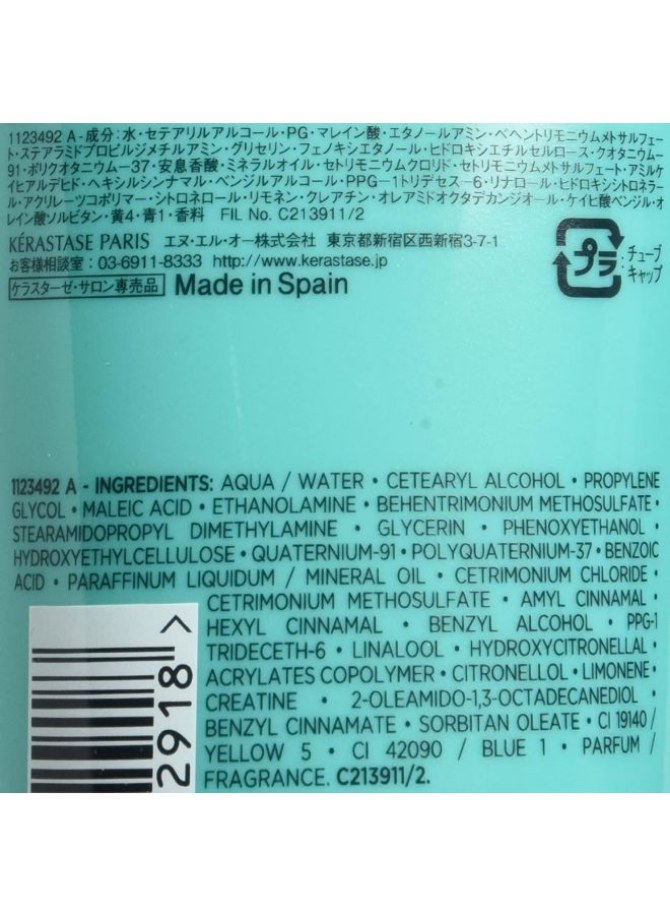 1123492 A-成分:水・セテアリルアルコール・PG・マレイン酸・エタノールアミン・ベヘントリモニウムメトサルフェー
ト・ステアラミドプロピルジメチルアミン・グリセリン・フェノキシエタノール・ヒドロキシエチルセルロース・クオタニウム-
91・ポリクオタニウム-37・安息香酸・ミネラルオイル・セトリモニウムクロリド・セトリモニウムメトサルフェート・アミルケ
イヒアルデヒド・ヘキシルシンナマル・ベンジルアルコール・PPG-1トリデセス-6・リナロール・ヒドロキシシトロネラ
ール・アクリレーツコポリマー・シトロネロール・リモネン・クレアチン・オレアミドオクタデカンジオール・ケイヒ酸ベンジル・オ
レイン酸ソルビタン・黄4・青1・香料 FIL No. C213911/2
KÉRASTASE PARIS エヌ・エル・オー株式会社 東京都新宿区西新宿3-7-1
お客様相談室:03-6911-8333 http://www.kerastase.jp
ケラスターゼ・サロン専売品 Made in Spain
プラ チューブ
キャップ
1123492 A - INGREDIENTS: AQUA / WATER • CETEARYL ALCOHOL • PROPYLENE
GLYCOL • MALEIC ACID • ETHANOLAMINE • BEHENTRIMONIUM METHOSULFATE •
STEARAMIDOPROPYL DIMETHYLAMINE • GLYCERIN • PHENOXYETHANOL •
HYDROXYETHYLCELLULOSE • QUATERNIUM-91 • POLYQUATERNIUM-37 • BENZOIC
ACID • PARAFFINUM LIQUIDUM / MINERAL OIL • CETRIMONIUM CHLORIDE •
CETRIMONIUM METHOSULFATE • AMYL CINNAMAL •
HEXYL CINNAMAL • BENZYL ALCOHOL • PPG-1
TRIDECETH-6 • LINALOOL • HYDROXYCITRONELLAL •
ACRYLATES COPOLYMER • CITRONELLOL • LIMONENE •
CREATINE • 2-OLEAMIDO-1,3-OCTADECANEDIOL •
BENZYL CINNAMATE • SORBITAN OLEATE • CI 19140 /
YELLOW 5 • CI 42090 / BLUE 1 • PARFUM /
FRAGRANCE. C213911/2.
2918 >